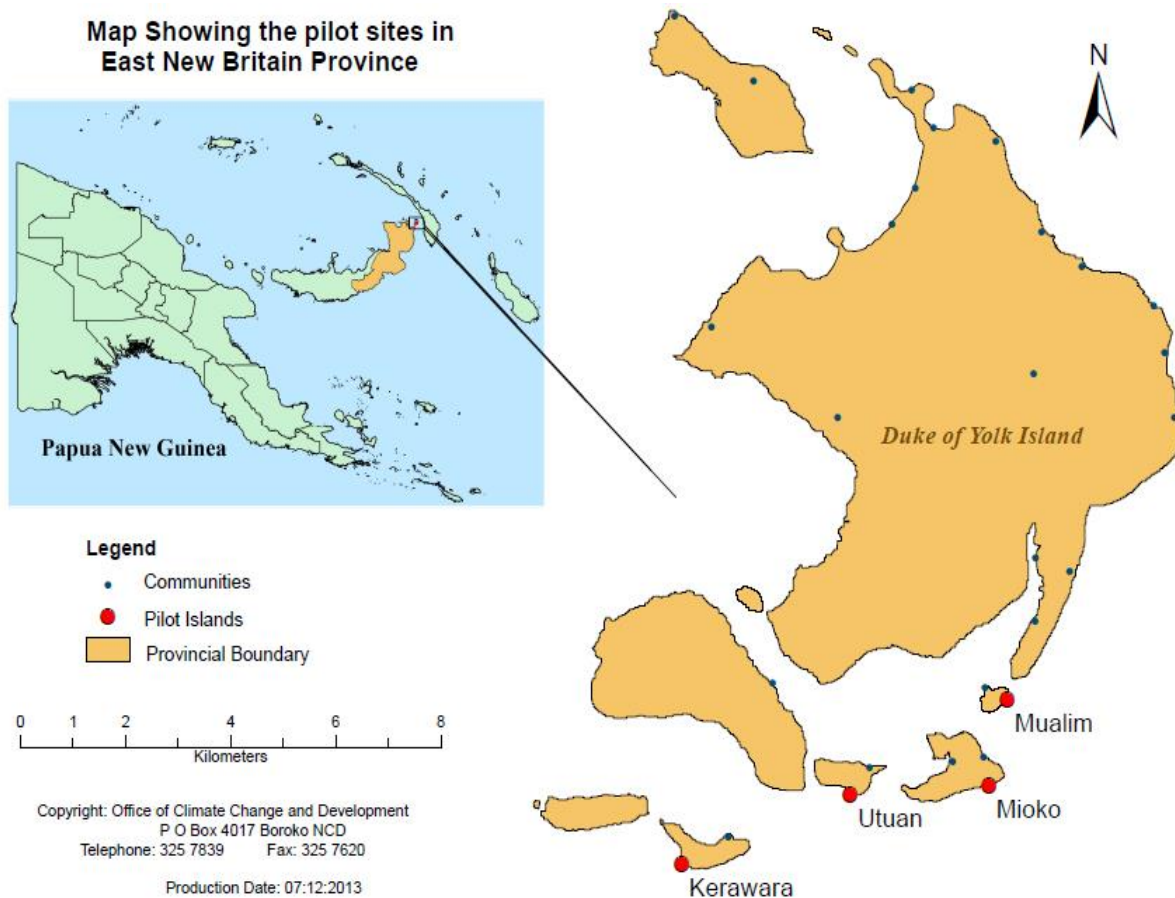 Map Showing the pilot sites in
East New Britain Province
N
Papua New Guinea
Duke of Yolk Island
Legend
Communities
Pilot Islands
Provincial Boundary
0 1 2 4 6 8
Kilometers
Mualim
Mioko
Utuan
Kerawara
Copyright: Office of Climate Change and Development
P O Box 4017 Boroko NCD
Telephone: 325 7839 Fax: 325 7620
Production Date: 07:12:2013